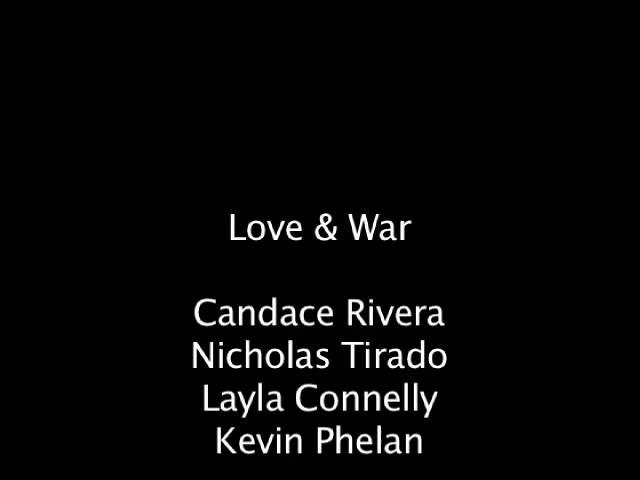 Love & War
Candace Rivera
Nicholas Tirado
Layla Connelly
Kevin Phelan